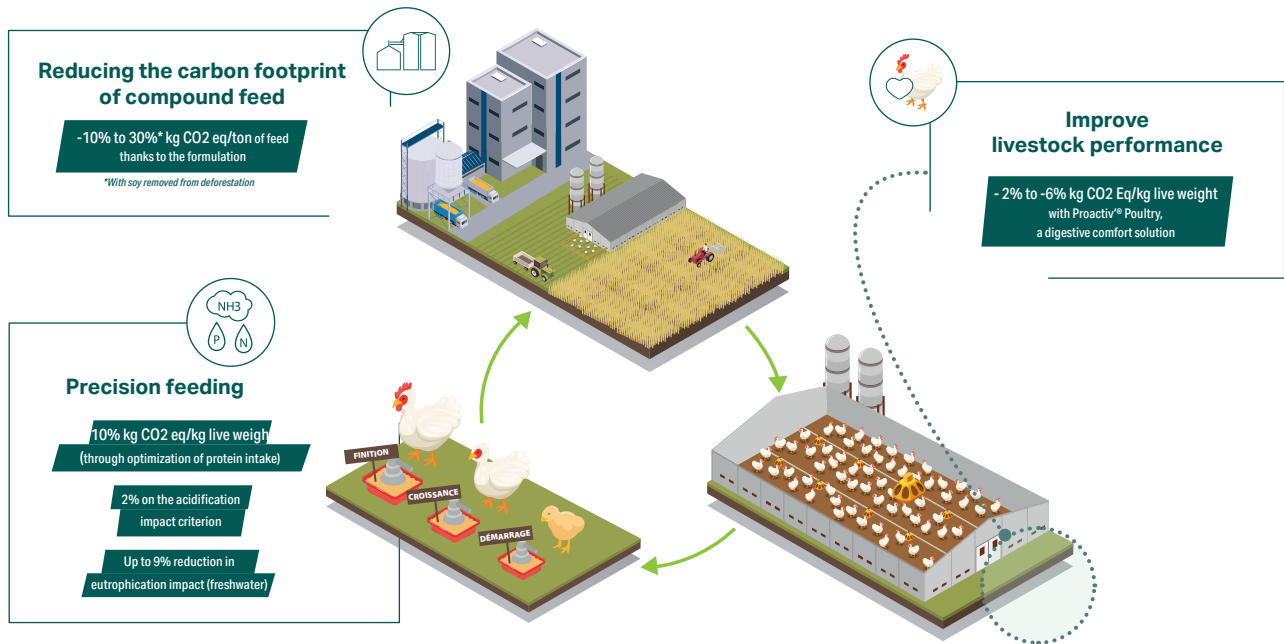 Reducing the carbon footprint
of compound feed
-10% to 30%* kg CO2 eq/ton of feed
thanks to the formulation
*With soy removed from deforestation
Improve
livestock performance
- 2% to -6% kg CO2 Eq/kg live weight
with Proactiv'® Poultry,
a digestive comfort solution
NH3
P N
Precision feeding
10% kg CO2 eq/kg live weigh
(through optimization of protein intake)
2% on the acidification
impact criterion
Up to 9% reduction in
eutrophication impact (freshwater)
FINITION
CROISSANCE
DÉMARRAGE